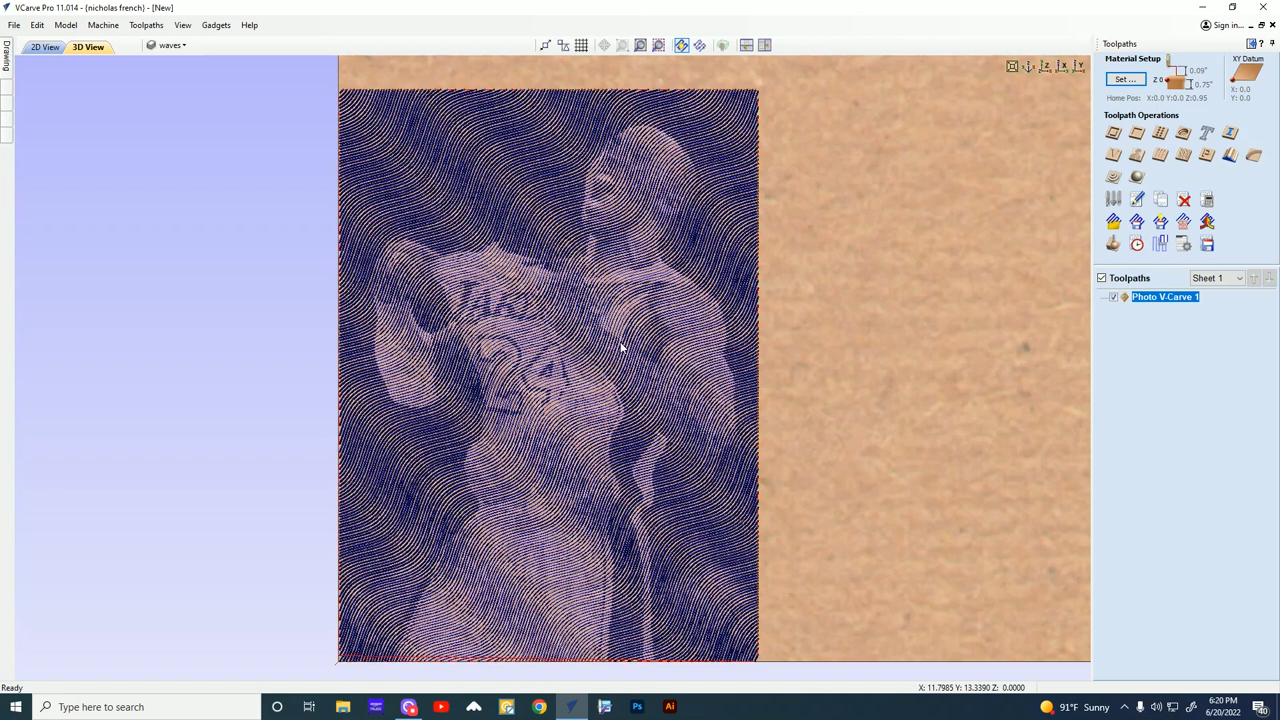 VCarve Pro 11.014 - {nicholas french} - [New]
File Edit Model Machine Toolpaths View Gadgets Help
Sign in...
2D View 3D View waves
Drawing
Toolpaths
Material Setup
XY Datum
Set ...
Z 0
0.09"
0.75"
X: 0.0
Y: 0.0
Home Pos: X:0.0 Y:0.0 Z:0.95
Toolpath Operations
Toolpaths Sheet 1
Photo V-Carve 1
Ready
X: 11.7985 Y: 13.3390 Z: 0.0000
Type here to search
91°F Sunny
6:20 PM
6/20/2022
40